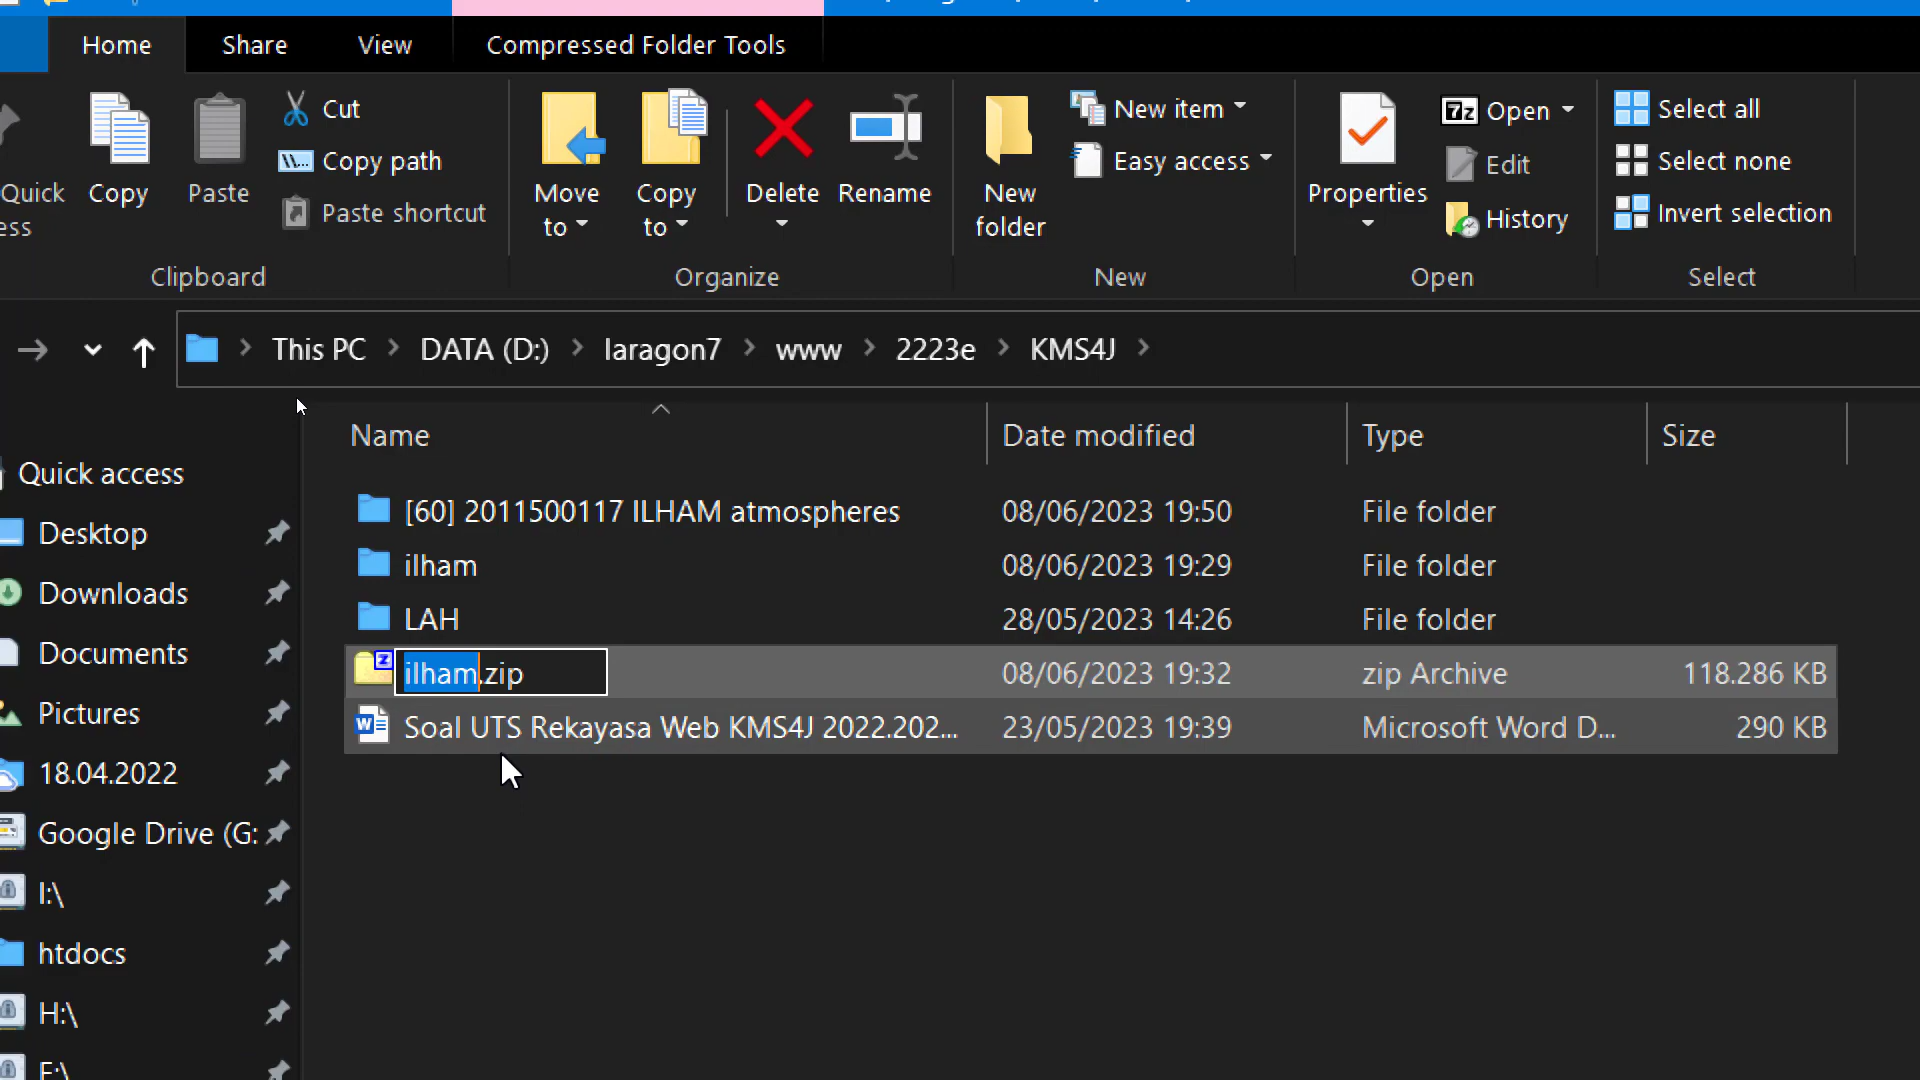 Home
Share
View
Compressed Folder Tools
Quick
ess
Copy
Paste
Cut
Copy path
Paste shortcut
Clipboard
Move
to
Copy
to
Delete
Rename
Organize
New
folder
New item
Easy access
New
Properties
Open
Edit
History
Open
Select all
Select none
Invert selection
Select
This PC
DATA (D:)
laragon7
www
2223e
KMS4J
Name
Date modified
Type
Size
Quick access
Desktop
Downloads
Documents
Pictures
18.04.2022
Google Drive (G:
I:\
htdocs
H:\
[60] 2011500117 ILHAM atmospheres 08/06/2023 19:50 File folder
ilham 08/06/2023 19:29 File folder
LAH 28/05/2023 14:26 File folder
ilham.zip 08/06/2023 19:32 zip Archive 118.286 KB
Soal UTS Rekayasa Web KMS4J 2022.202... 23/05/2023 19:39 Microsoft Word D... 290 KB